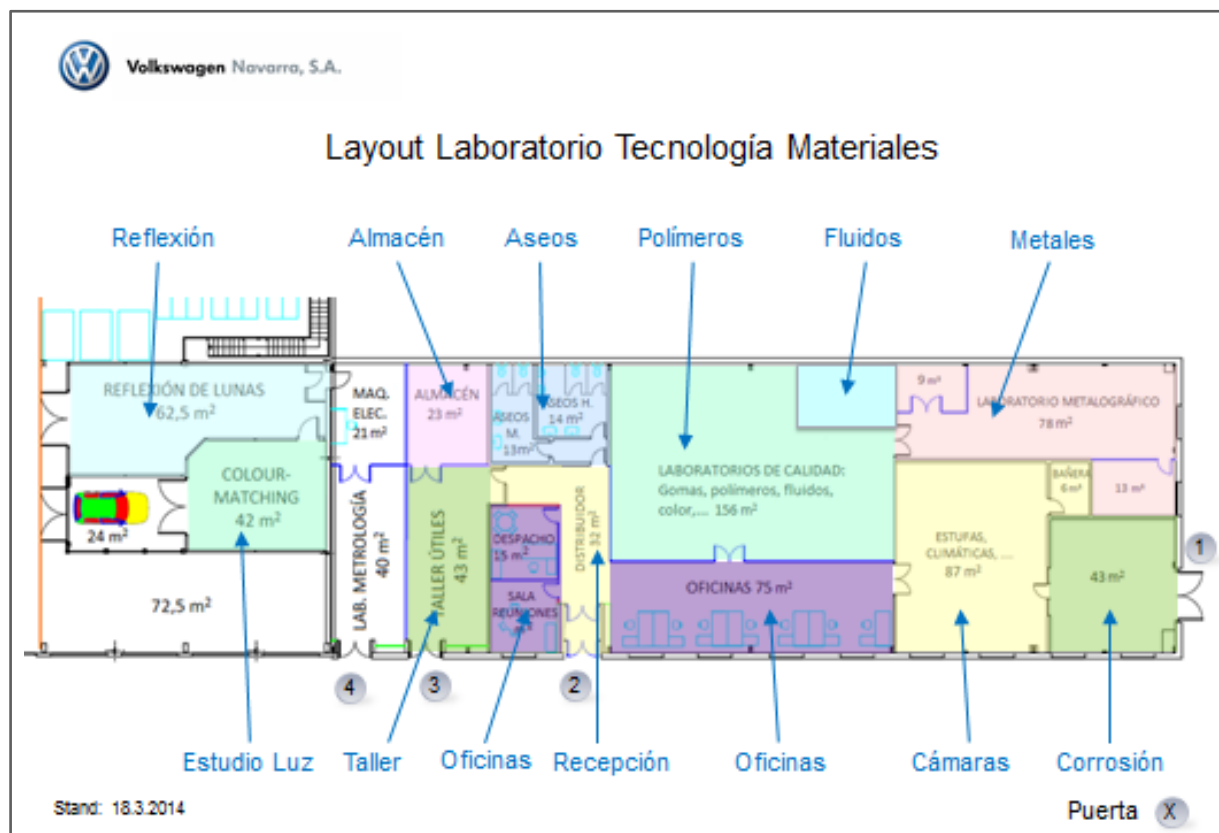 Volkswagen Navarra, S.A.
Layout Laboratorio Tecnología Materiales
Reflexión
Almacén
Aseos
Polímeros
Fluidos
Metales
REFLEXIÓN DE LUNAS
62,5 m²
MAQ.
ELEC.
21 m²
ALMACÉN
23 m²
ASEOS
M.
13m²
ASEOS H.
14 m²
9 m²
LABORATORIO METALOGRÁFICO
78 m²
COLOUR-
MATCHING
42 m²
24 m²
72,5 m²
LAB. METROLOGÍA
40 m²
TALLER ÚTILES
43 m²
DESPACHO
15 m²
SALA
REUNIONES
DISTRIBUIDOR
32 m²
LABORATORIOS DE CALIDAD:
Gomas, polímeros, fluidos,
color,... 156 m²
OFICINAS 75 m²
ESTUFAS,
CLIMÁTICAS, ...
87 m²
BAÑERA
6 m²
13 m²
43 m²
1
4
3
2
Estudio Luz
Taller
Oficinas
Recepción
Oficinas
Cámaras
Corrosión
Stand: 18.3.2014
Puerta X